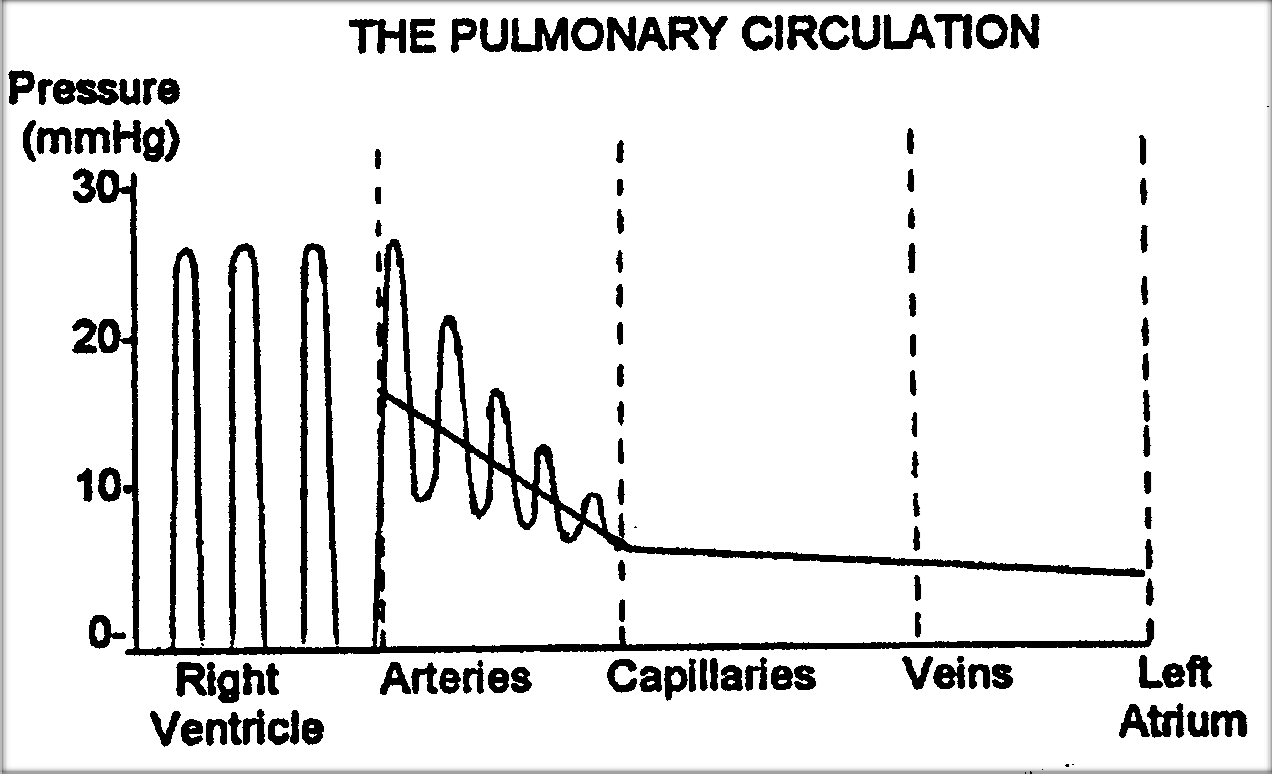 THE PULMONARY CIRCULATION
Pressure
(mmHg)
30
20
10
0
Right
Ventricle
Arteries
Capillaries
Veins
Left
Atrium